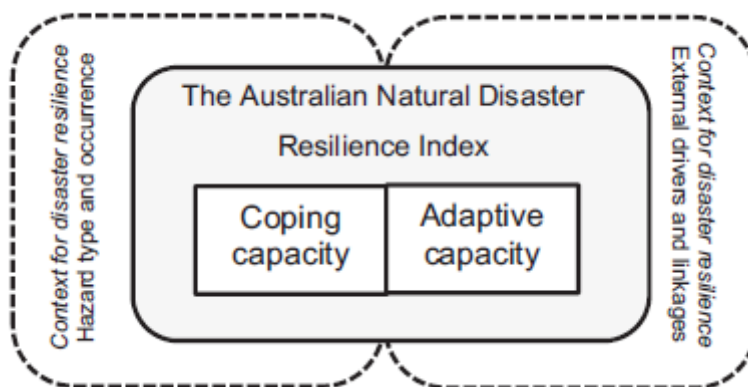 Context for disaster resilience
Hazard type and occurrence
The Australian Natural Disaster
Resilience Index
Coping
capacity
Adaptive
capacity
Context for disaster resilience
External drivers and linkages